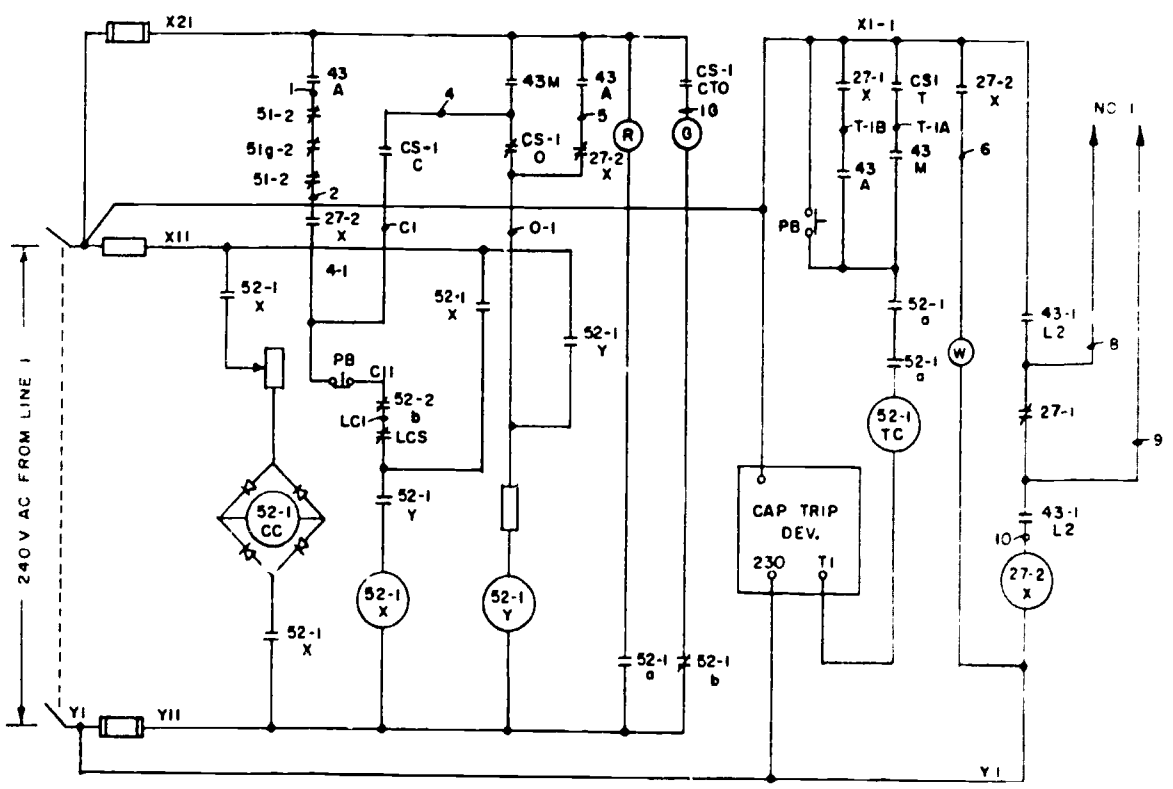 X21
X1-1
43
A
1
51-2
51g-2
51-2
2
27-2
X
4
CS-1
C
C1
43M
CS-1
O
43
A
5
27-2
X
O-1
R
CS-1
CTO
1G
G
27-1
X
T-1B
43
A
CS1
T
T-1A
43
M
27-2
X
6
NO 1
PB
X11
4-1
52-1
X
52-1
X
52-1
Y
PB
C11
52-2
b
LC1
LCS
52-1
a
52-1
a
52-1
TC
W
43-1
L2
8
27-1
9
240V AC FROM LINE 1
52-1
CC
52-1
Y
52-1
X
52-1
Y
CAP TRIP
DEV.
230
T1
43-1
L2
10
27-2
X
52-1
X
52-1
a
52-1
b
Y1
Y11
Y1